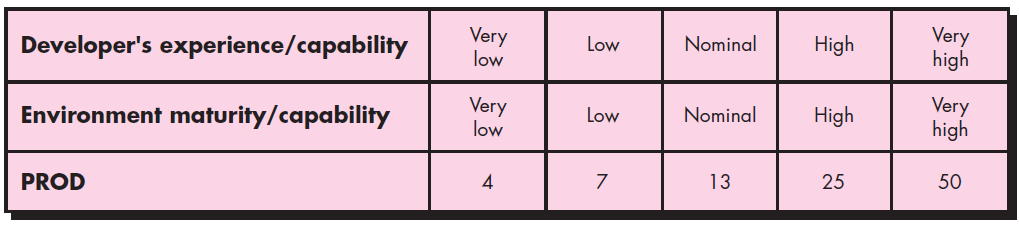 Developer's experience/capability Very low Low Nominal High Very high
Environment maturity/capability Very low Low Nominal High Very high
PROD 4 7 13 25 50